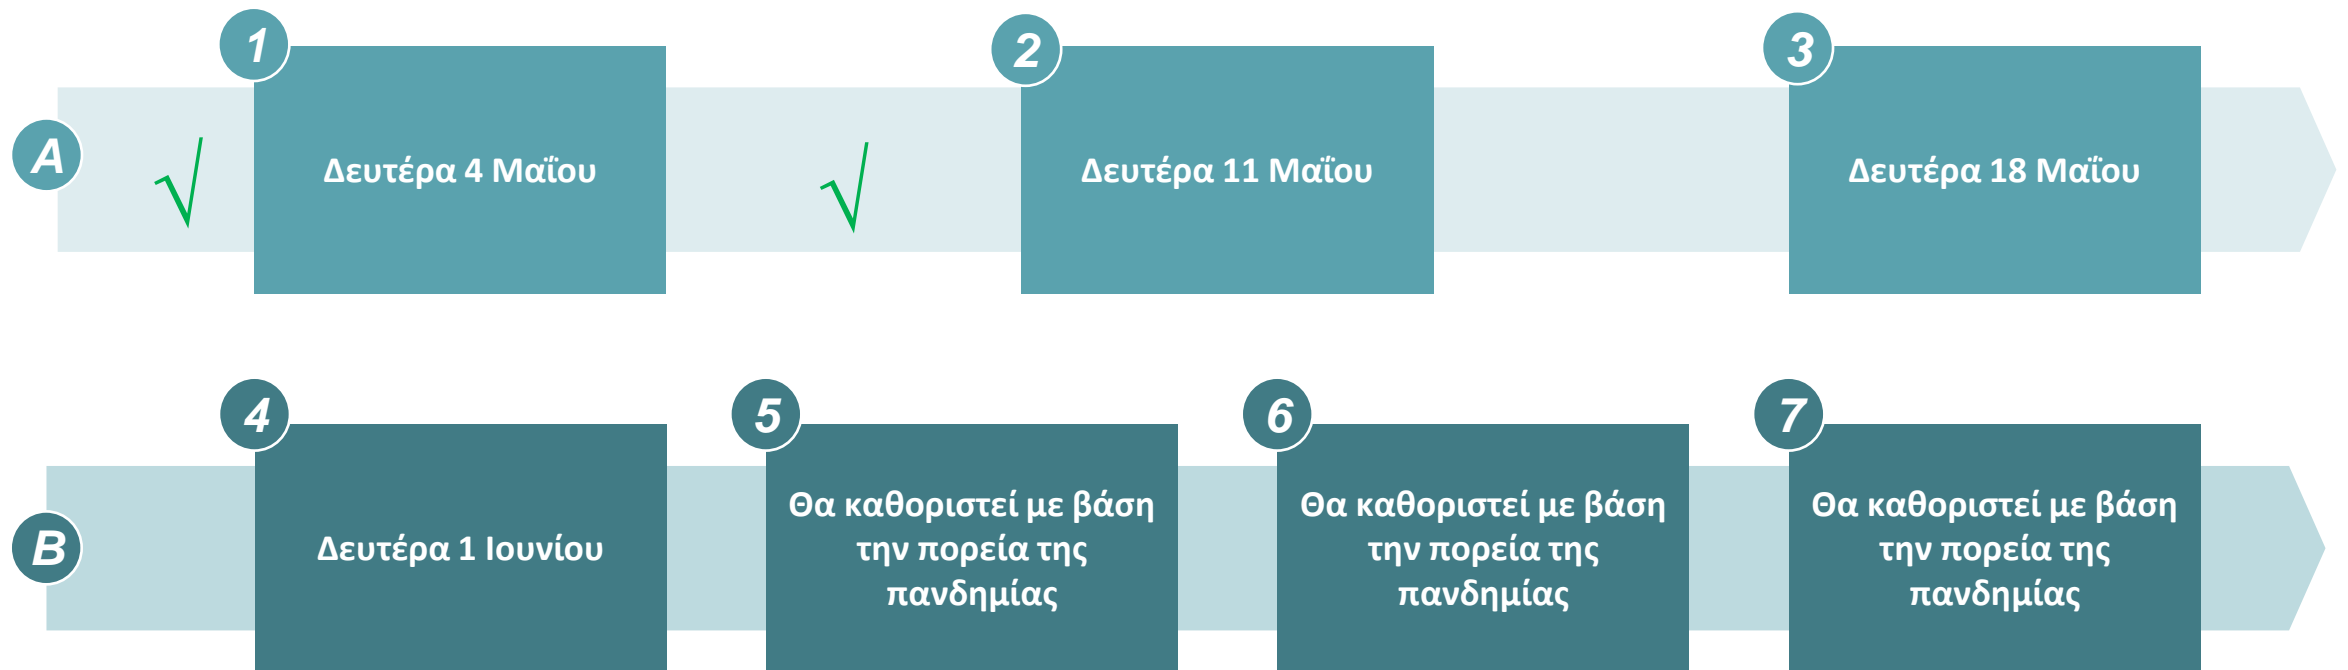 1
2
3
A
√
Δευτέρα 4 Μαΐου
√
Δευτέρα 11 Μαΐου
Δευτέρα 18 Μαΐου
4
5
6
7
B
Δευτέρα 1 Ιουνίου
Θα καθοριστεί με βάση
την πορεία της
πανδημίας
Θα καθοριστεί με βάση
την πορεία της
πανδημίας
Θα καθοριστεί με βάση
την πορεία της
πανδημίας